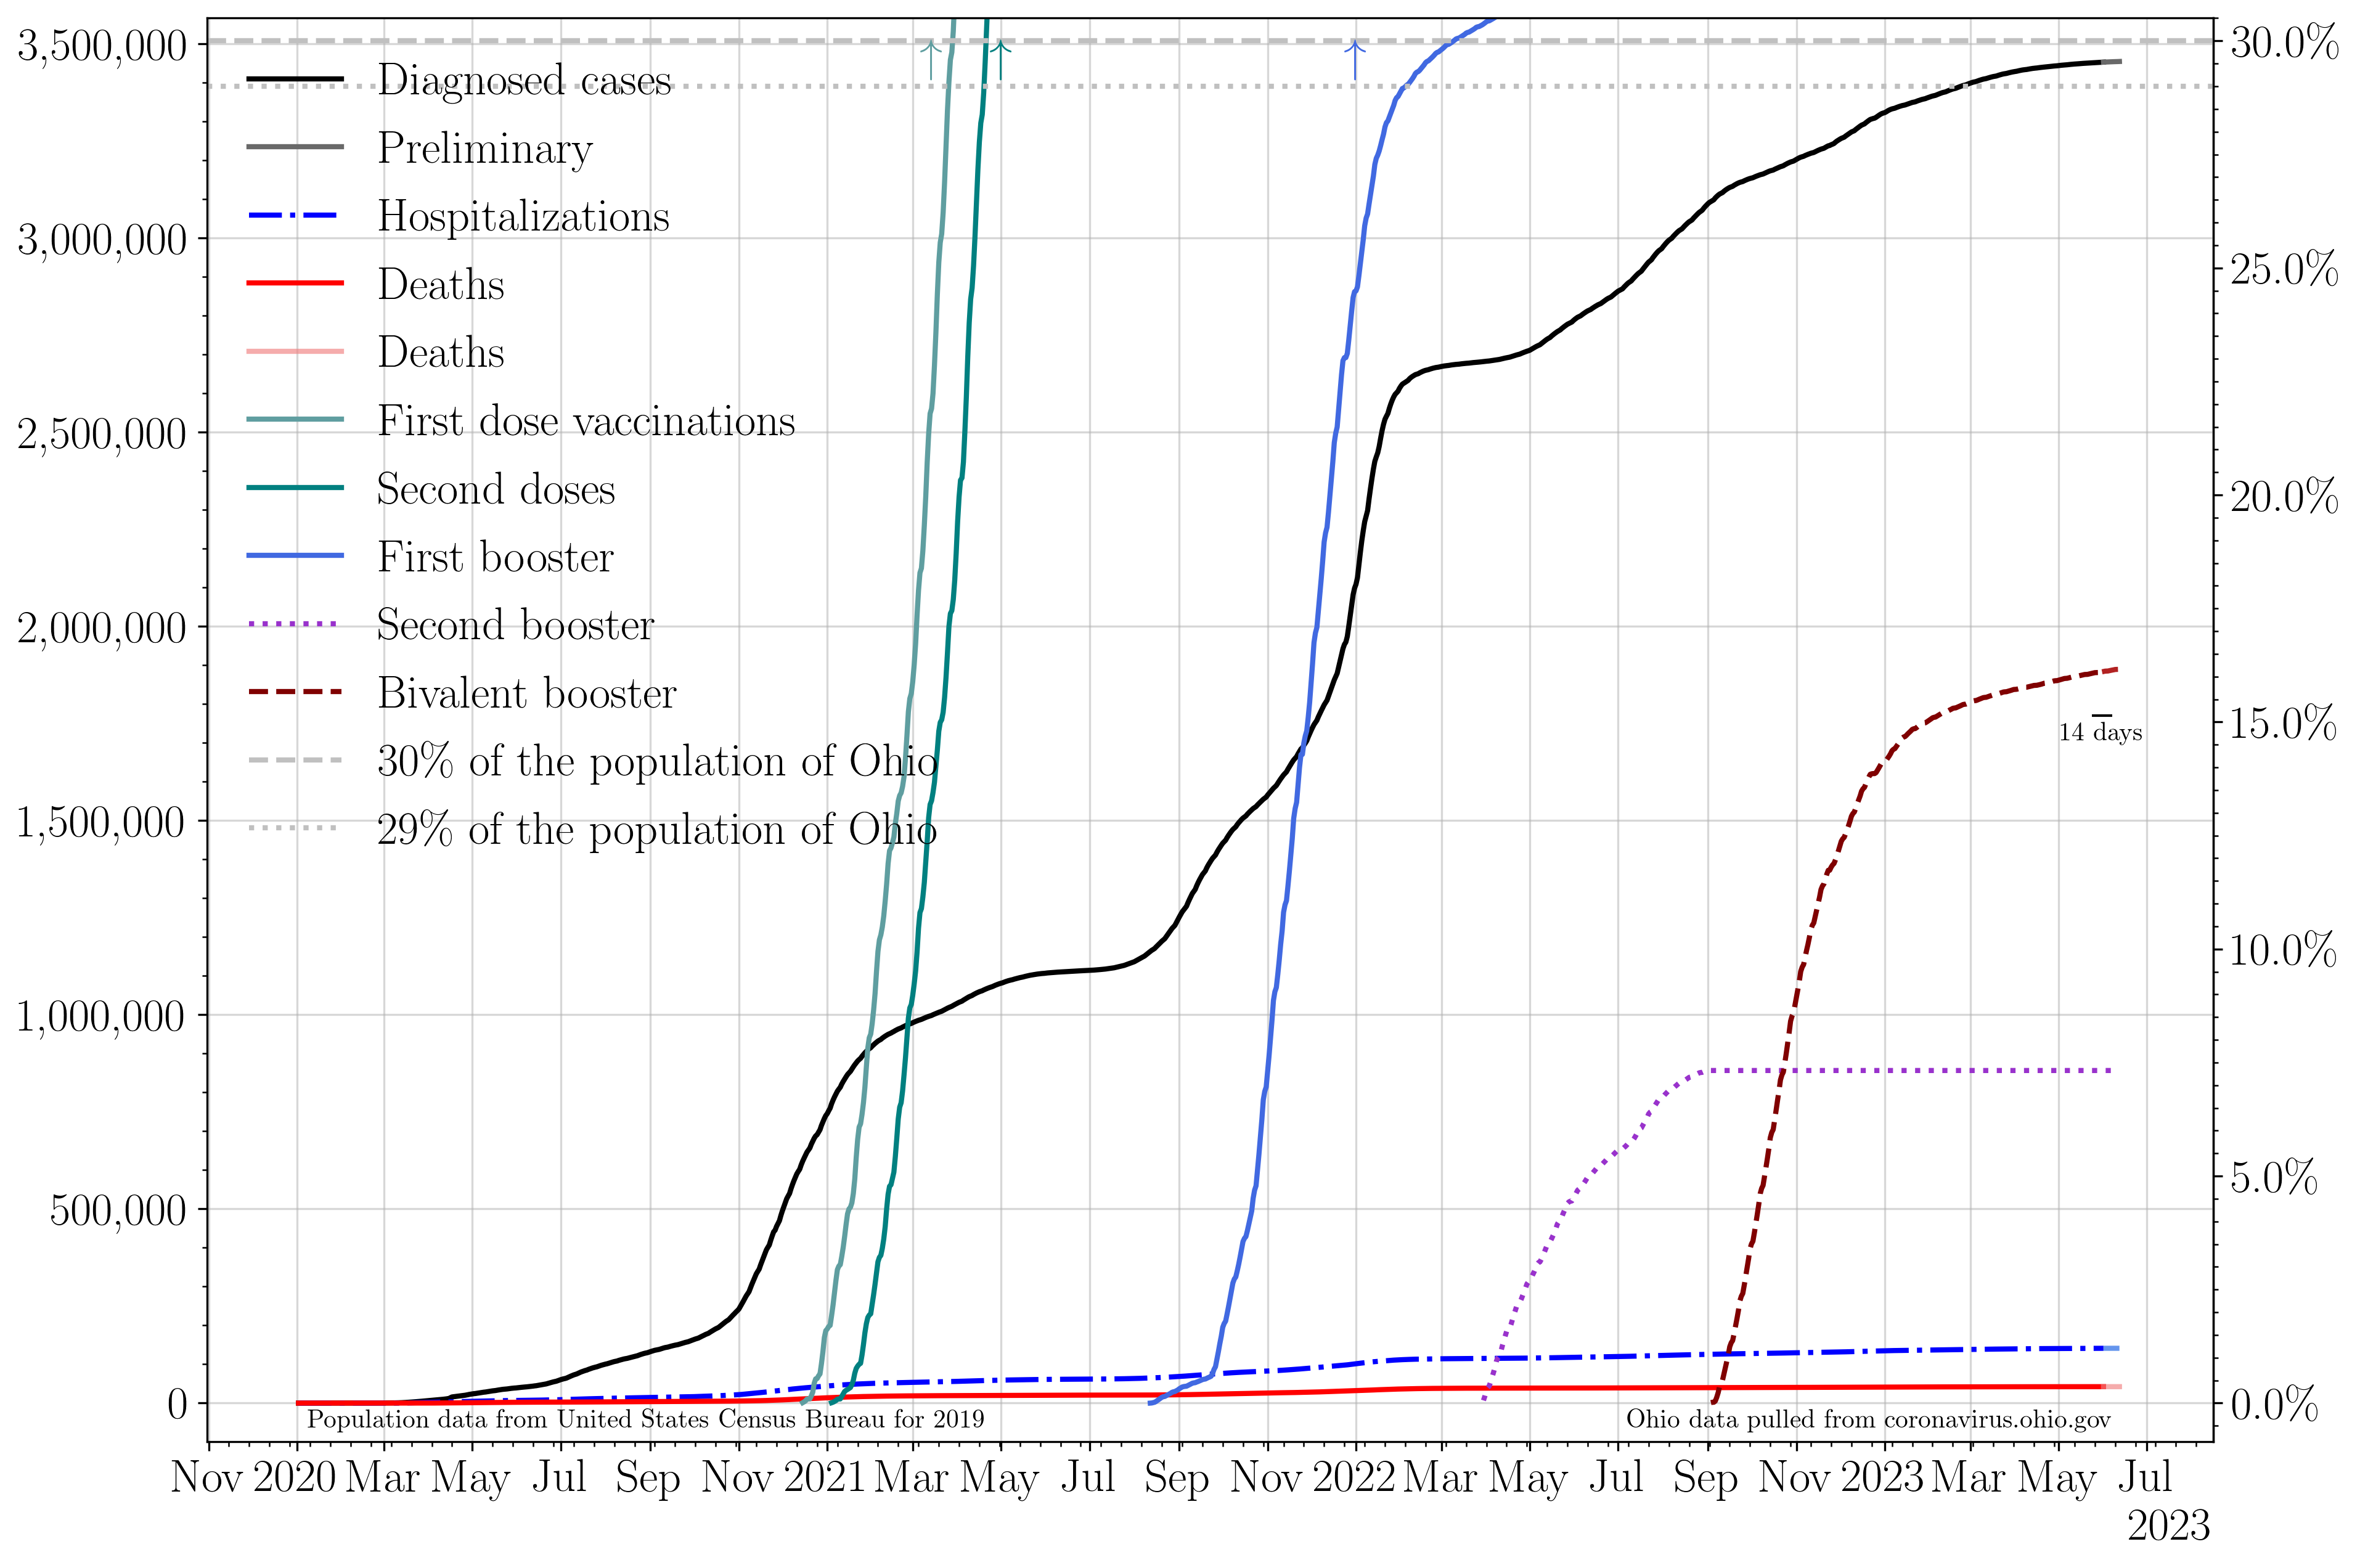 3,500,000
3,000,000
2,500,000
2,000,000
1,500,000
1,000,000
500,000
0
Diagnosed cases
Preliminary
Hospitalizations
Deaths
Deaths
First dose vaccinations
Second doses
First booster
Second booster
Bivalent booster
30% of the population of Ohio
29% of the population of Ohio
30.0%
25.0%
20.0%
15.0%
10.0%
5.0%
0.0%
14 days
Population data from United States Census Bureau for 2019
Ohio data pulled from coronavirus.ohio.gov
Nov 2020 Mar May Jul Sep Nov 2021 Mar May Jul Sep Nov 2022 Mar May Jul Sep Nov 2023 Mar May Jul
2023